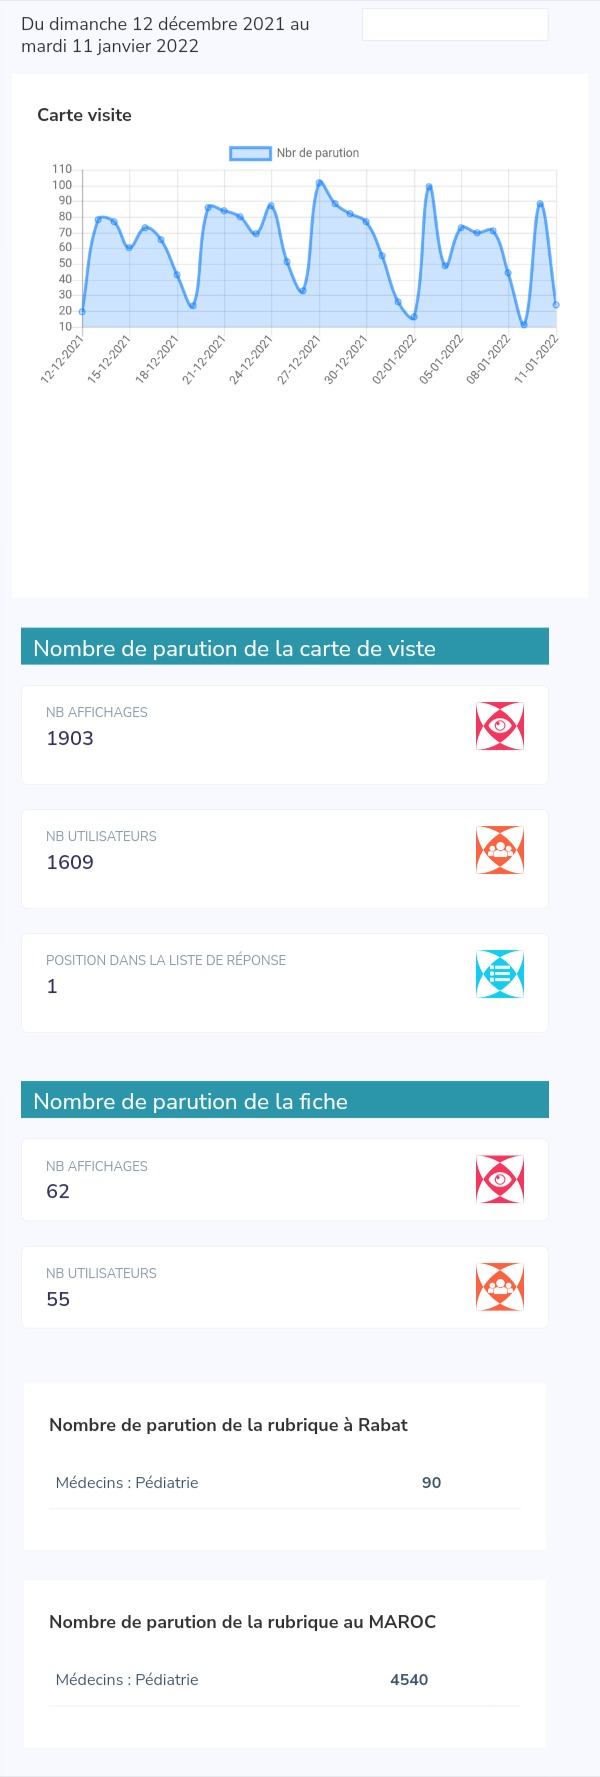 Du dimanche 12 décembre 2021 au
mardi 11 janvier 2022
Carte visite
Nbr de parution
110
100
90
80
70
60
50
40
30
20
10
12-12-2021
15-12-2021
18-12-2021
21-12-2021
24-12-2021
27-12-2021
30-12-2021
02-01-2022
05-01-2022
08-01-2022
11-01-2022
Nombre de parution de la carte de viste
NB AFFICHAGES
1903
NB UTILISATEURS
1609
POSITION DANS LA LISTE DE RÉPONSE
1
Nombre de parution de la fiche
NB AFFICHAGES
62
NB UTILISATEURS
55
Nombre de parution de la rubrique à Rabat
Médecins : Pédiatrie 90
Nombre de parution de la rubrique au MAROC
Médecins : Pédiatrie 4540